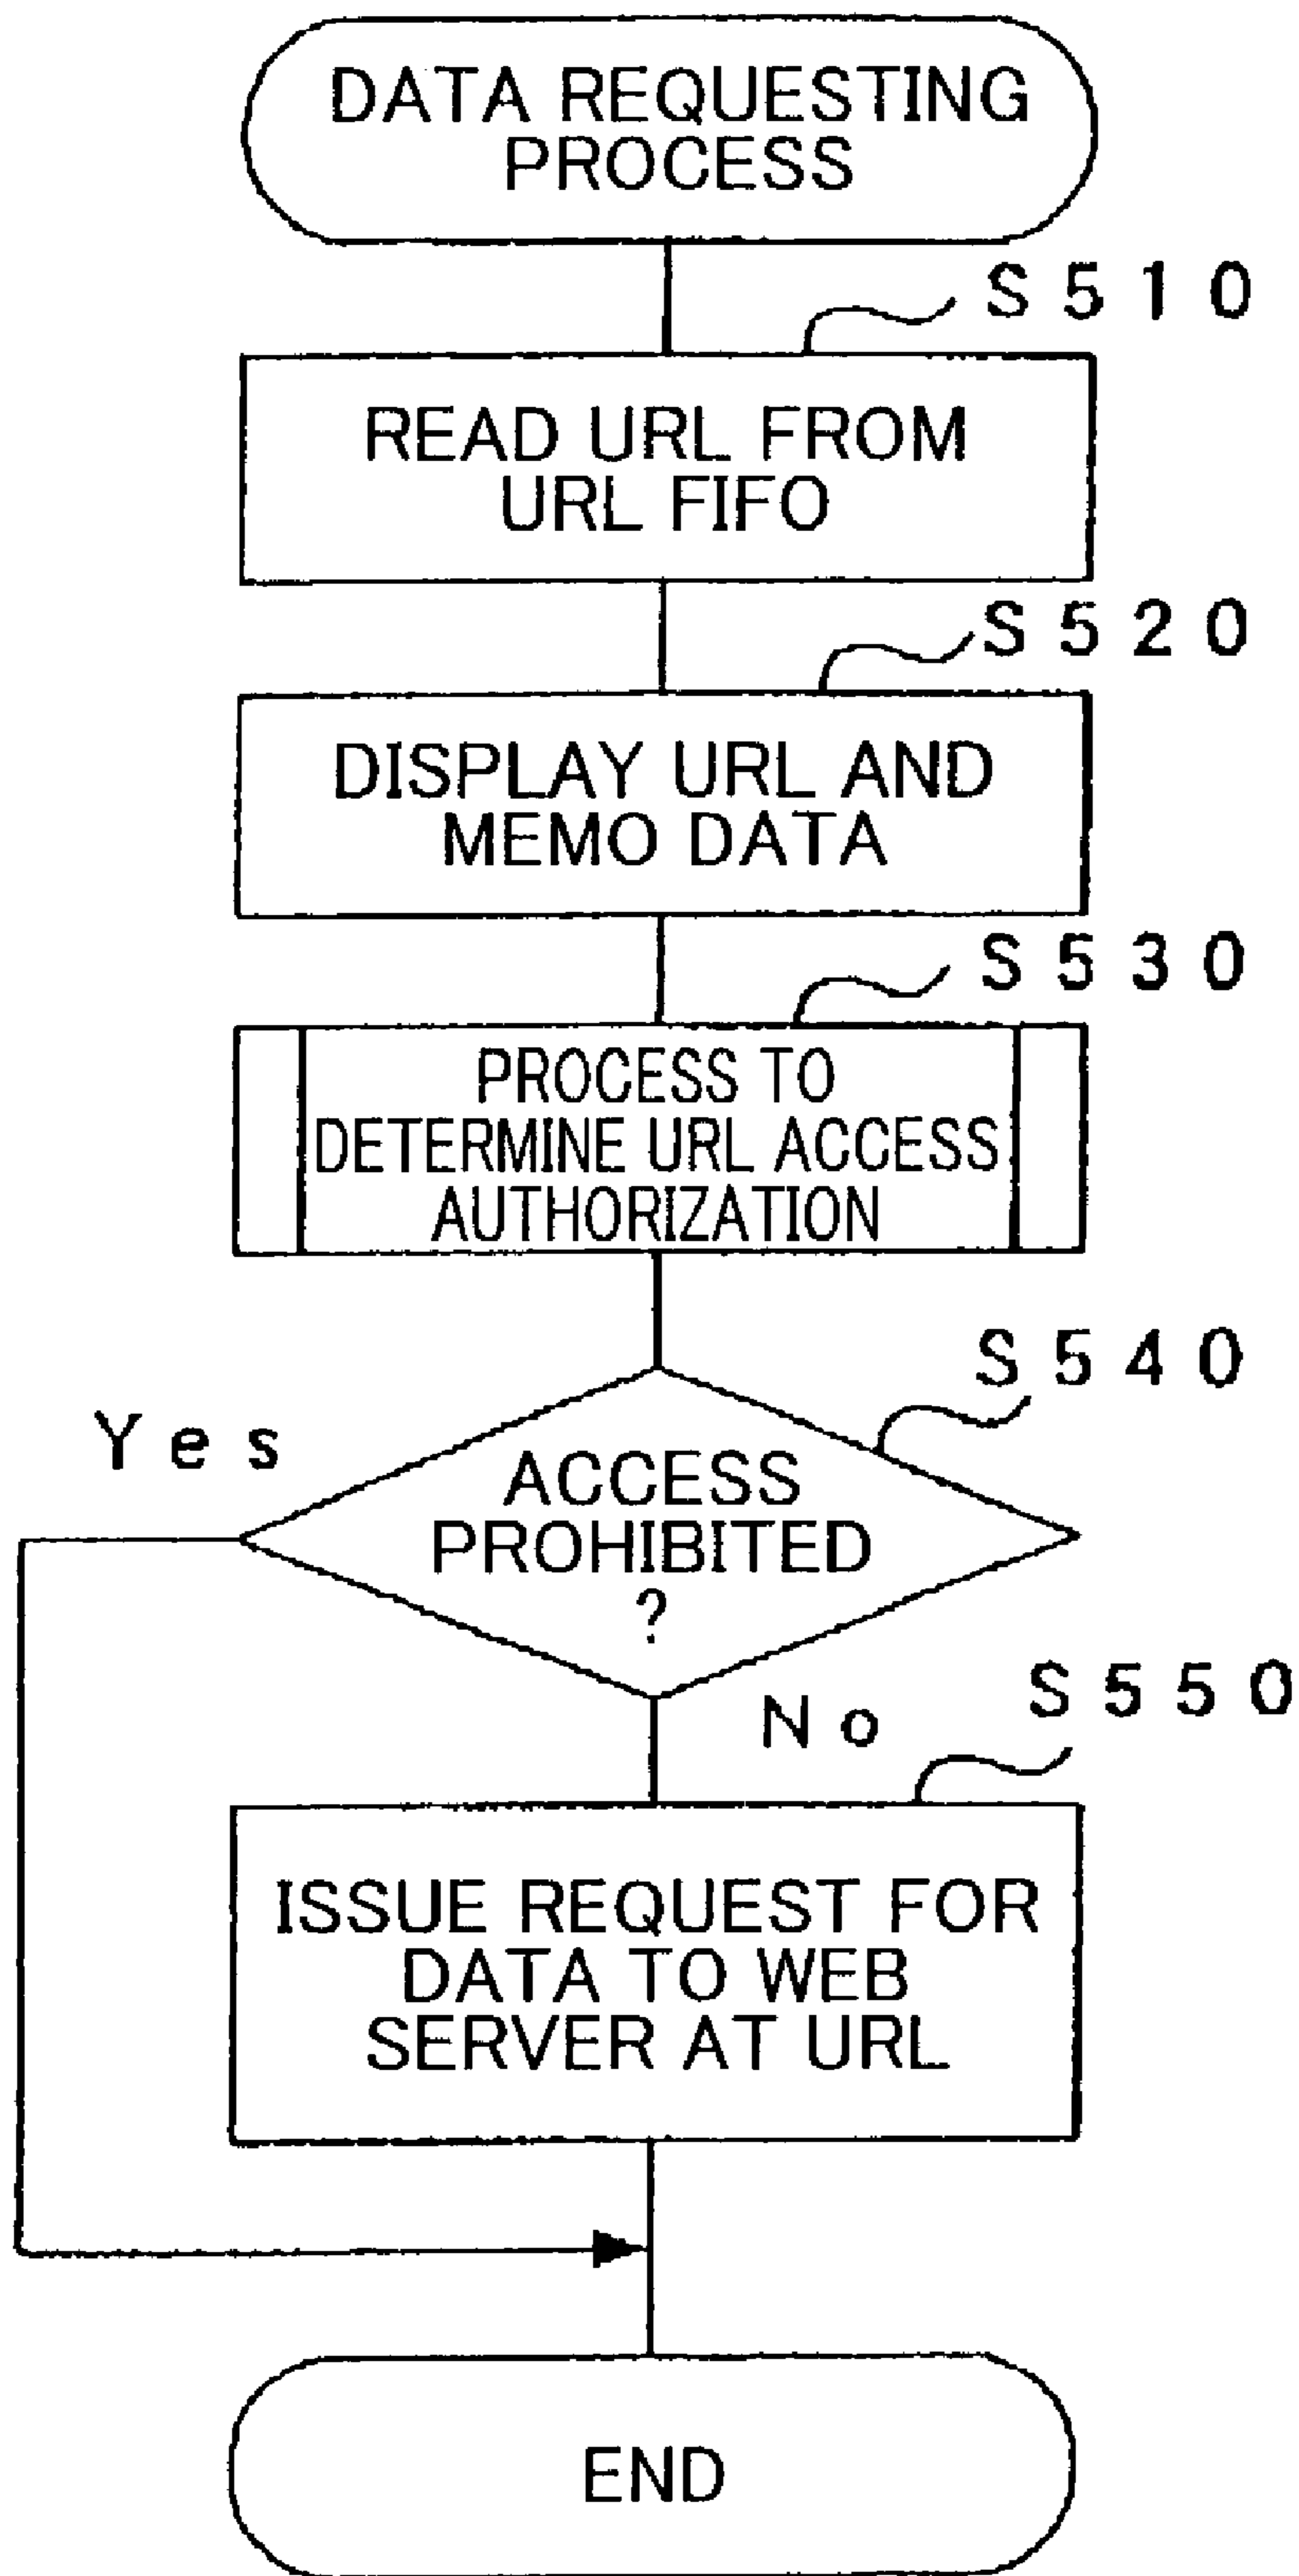 DATA REQUESTING
PROCESS
S510
READ URL FROM
URL FIFO
S520
DISPLAY URL AND
MEMO DATA
S530
PROCESS TO
DETERMINE URL ACCESS
AUTHORIZATION
S540
Yes
ACCESS
PROHIBITED
?
No
S550
ISSUE REQUEST FOR
DATA TO WEB
SERVER AT URL
END